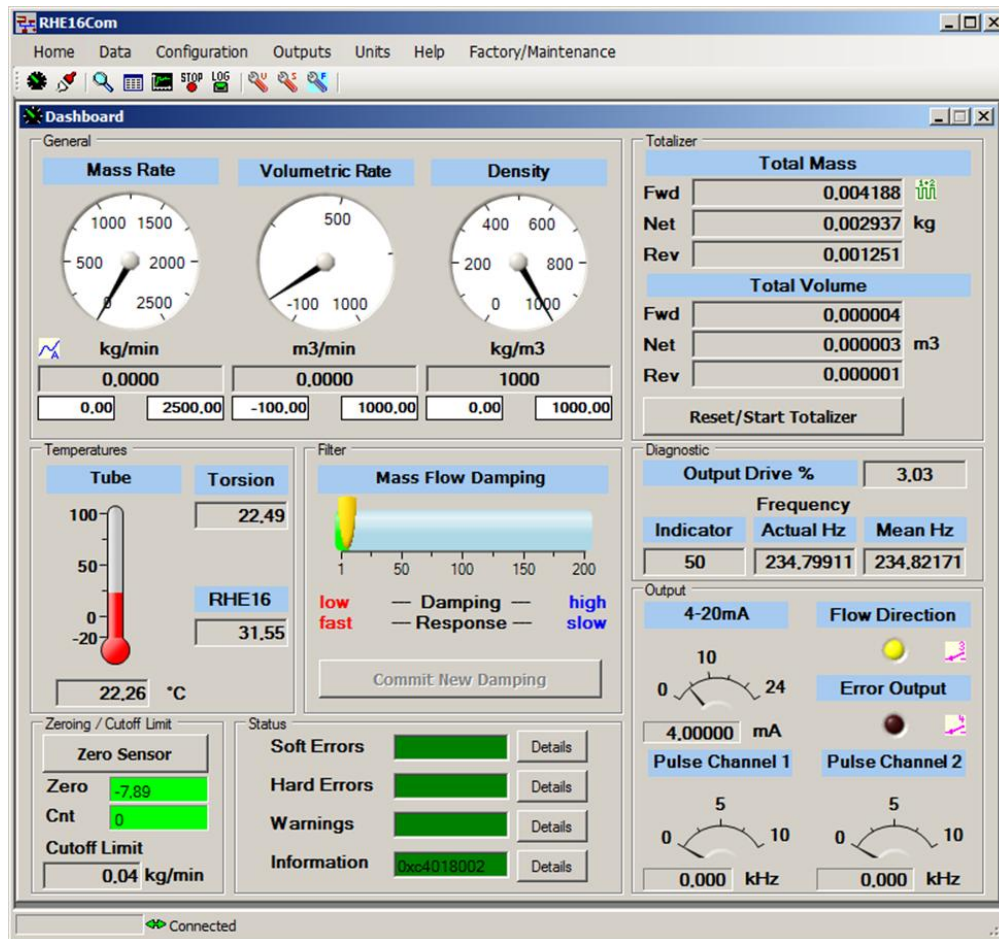 RHE16Com
Home Data Configuration Outputs Units Help Factory/Maintenance
STOP LOG U S F
Dashboard
General
Mass Rate Volumetric Rate Density
0 500 1000 1500 2000 2500
-100 500 1000
0 200 400 600 800 1000
kg/min m3/min kg/m3
0,0000 0,0000 1000
0,00 2500,00 -100,00 1000,00 0,00 1000,00
Totalizer
Total Mass
Fwd 0,004188
Net 0,002937 kg
Rev 0,001251
Total Volume
Fwd 0,000004
Net 0,000003 m3
Rev 0,000001
Reset/Start Totalizer
Temperatures
Tube Torsion
22,49
100
50
0
-20
RHE16
31,55
22,26 °C
Filter
Mass Flow Damping
1 50 100 150 200
low --- Damping --- high
fast --- Response --- slow
Commit New Damping
Diagnostic
Output Drive % 3,03
Frequency
Indicator Actual Hz Mean Hz
50 234,79911 234,82171
Output
4-20mA Flow Direction
0 10 24
3
Error Output
4
4,00000 mA
Pulse Channel 1 Pulse Channel 2
0 5 10 0 5 10
0,000 kHz 0,000 kHz
Zeroing / Cutoff Limit
Zero Sensor
Zero -7,89
Cnt 0
Cutoff Limit
0,04 kg/min
Status
Soft Errors Details
Hard Errors Details
Warnings Details
Information 0xc4018002 Details
Connected